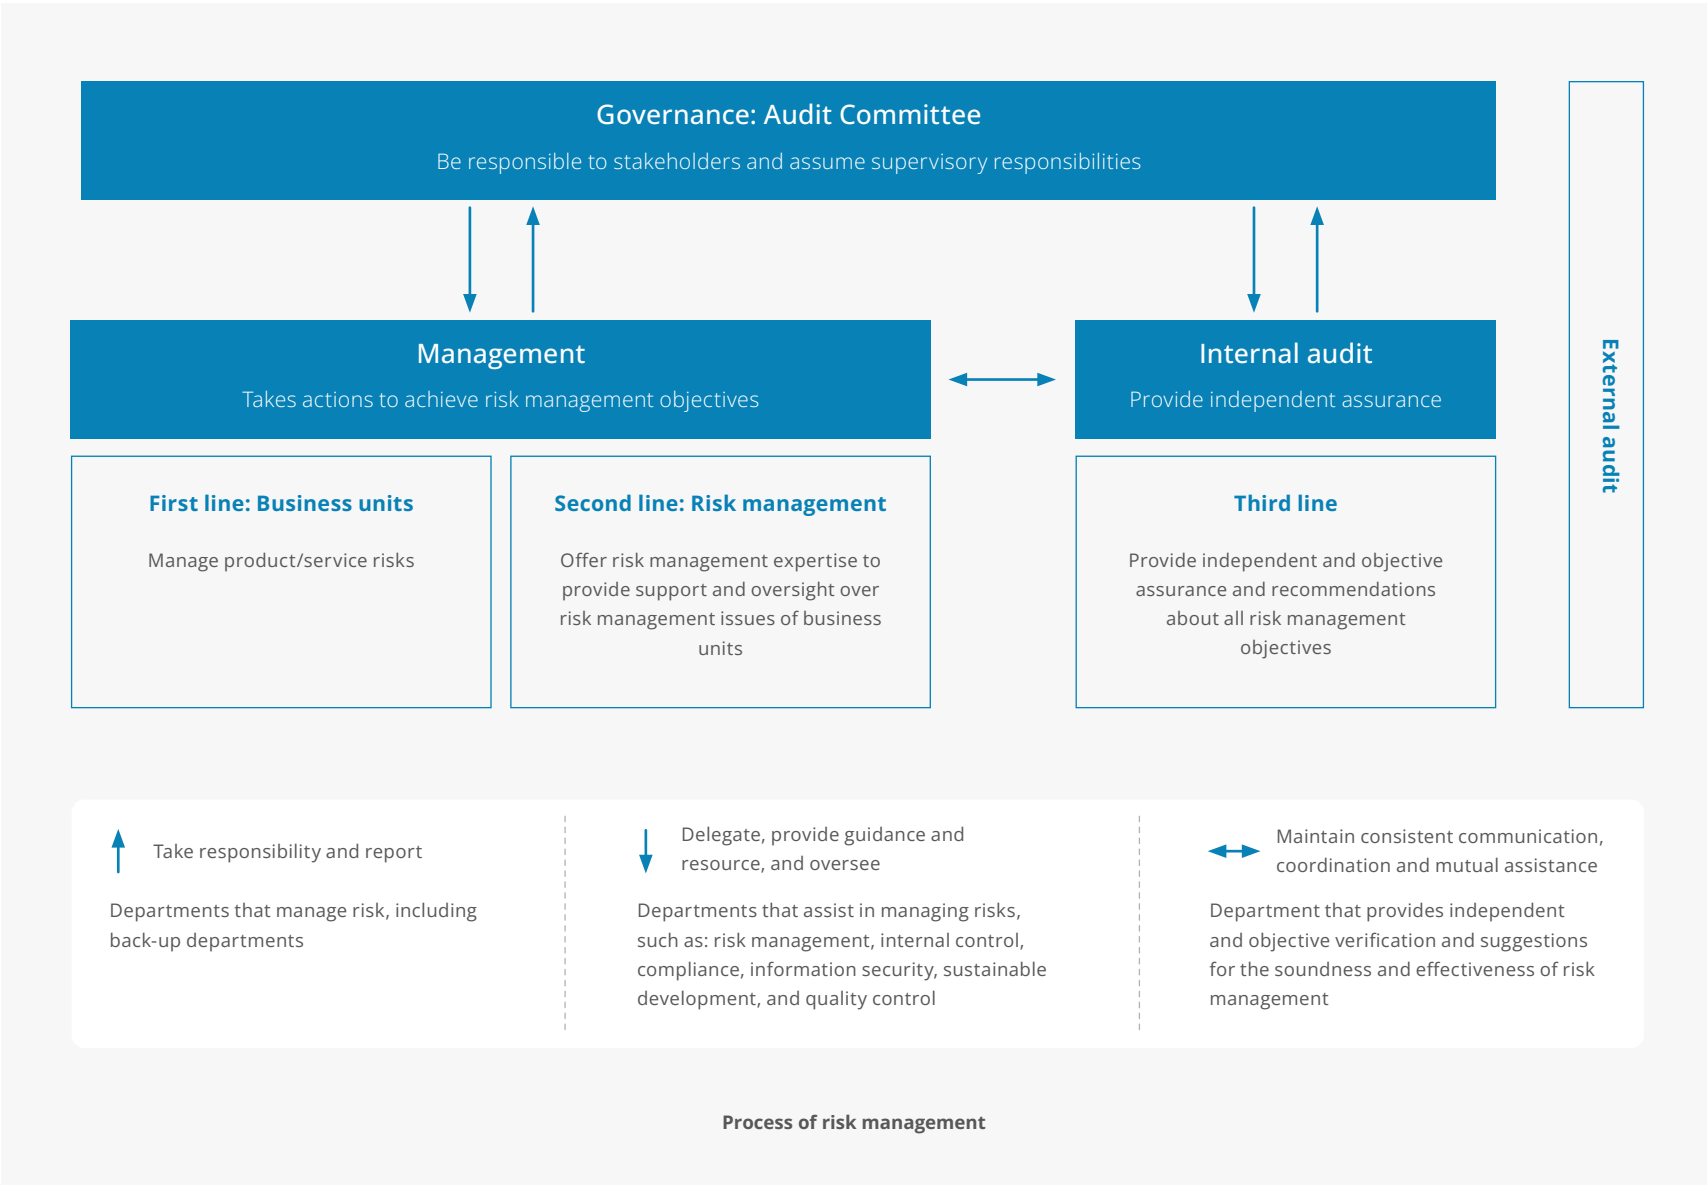 Governance: Audit Committee
Be responsible to stakeholders and assume supervisory responsibilities
Management
Takes actions to achieve risk management objectives
Internal audit
Provide independent assurance
First line: Business units
Manage product/service risks
Second line: Risk management
Offer risk management expertise to
provide support and oversight over
risk management issues of business
units
Third line
Provide independent and objective
assurance and recommendations
about all risk management
objectives
External audit
Take responsibility and report
Departments that manage risk, including
back-up departments
Delegate, provide guidance and
resource, and oversee
Departments that assist in managing risks,
such as: risk management, internal control,
compliance, information security, sustainable
development, and quality control
Maintain consistent communication,
coordination and mutual assistance
Department that provides independent
and objective verification and suggestions
for the soundness and effectiveness of risk
management
Process of risk management